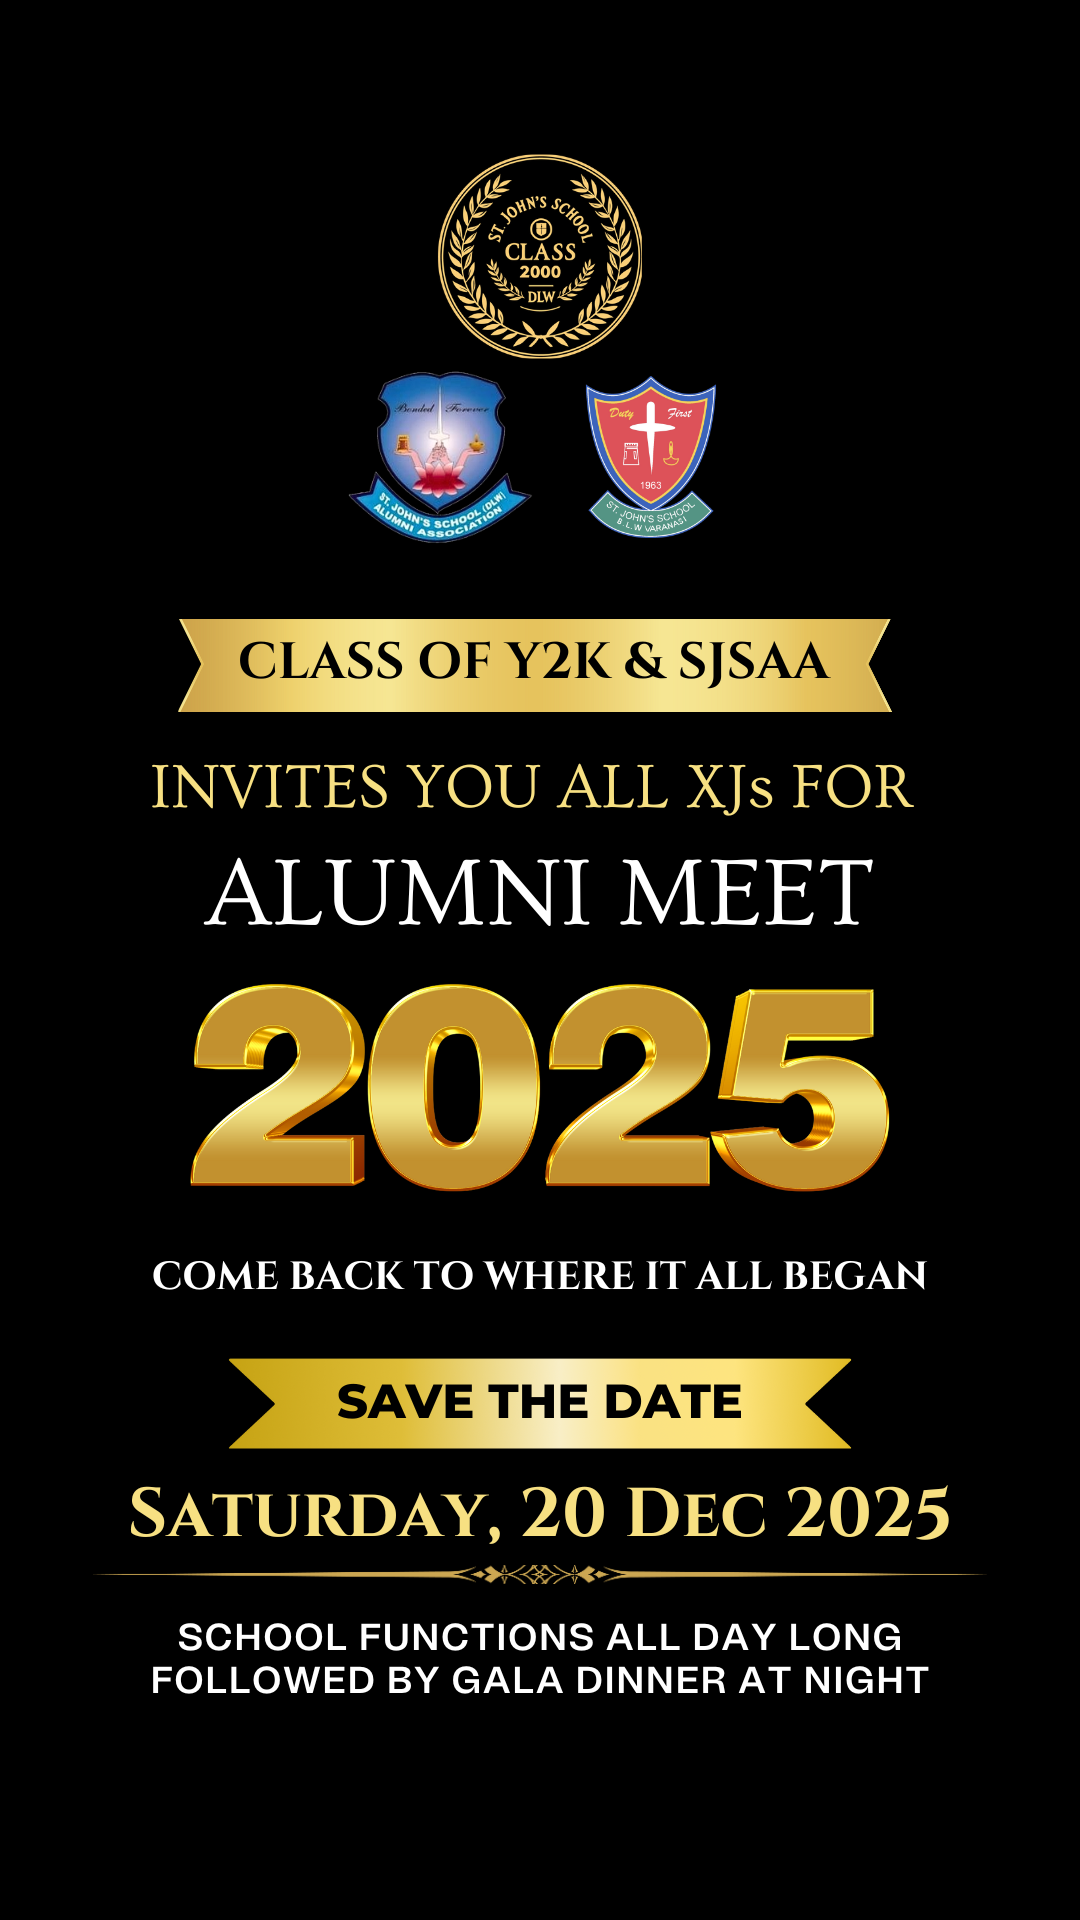 ST. JOHN'S SCHOOL
CLASS
2000
DLW
Bonded Forever
ST. JOHN'S SCHOOL (DLW)
ALUMNI ASSOCIATION
Duty First
1963
ST. JOHN'S SCHOOL
B.L.W VARANASI
CLASS OF Y2K & SJSAA
INVITES YOU ALL XJs FOR
ALUMNI MEET
2025
COME BACK TO WHERE IT ALL BEGAN
SAVE THE DATE
SATURDAY, 20 DEC 2025
SCHOOL FUNCTIONS ALL DAY LONG
FOLLOWED BY GALA DINNER AT NIGHT